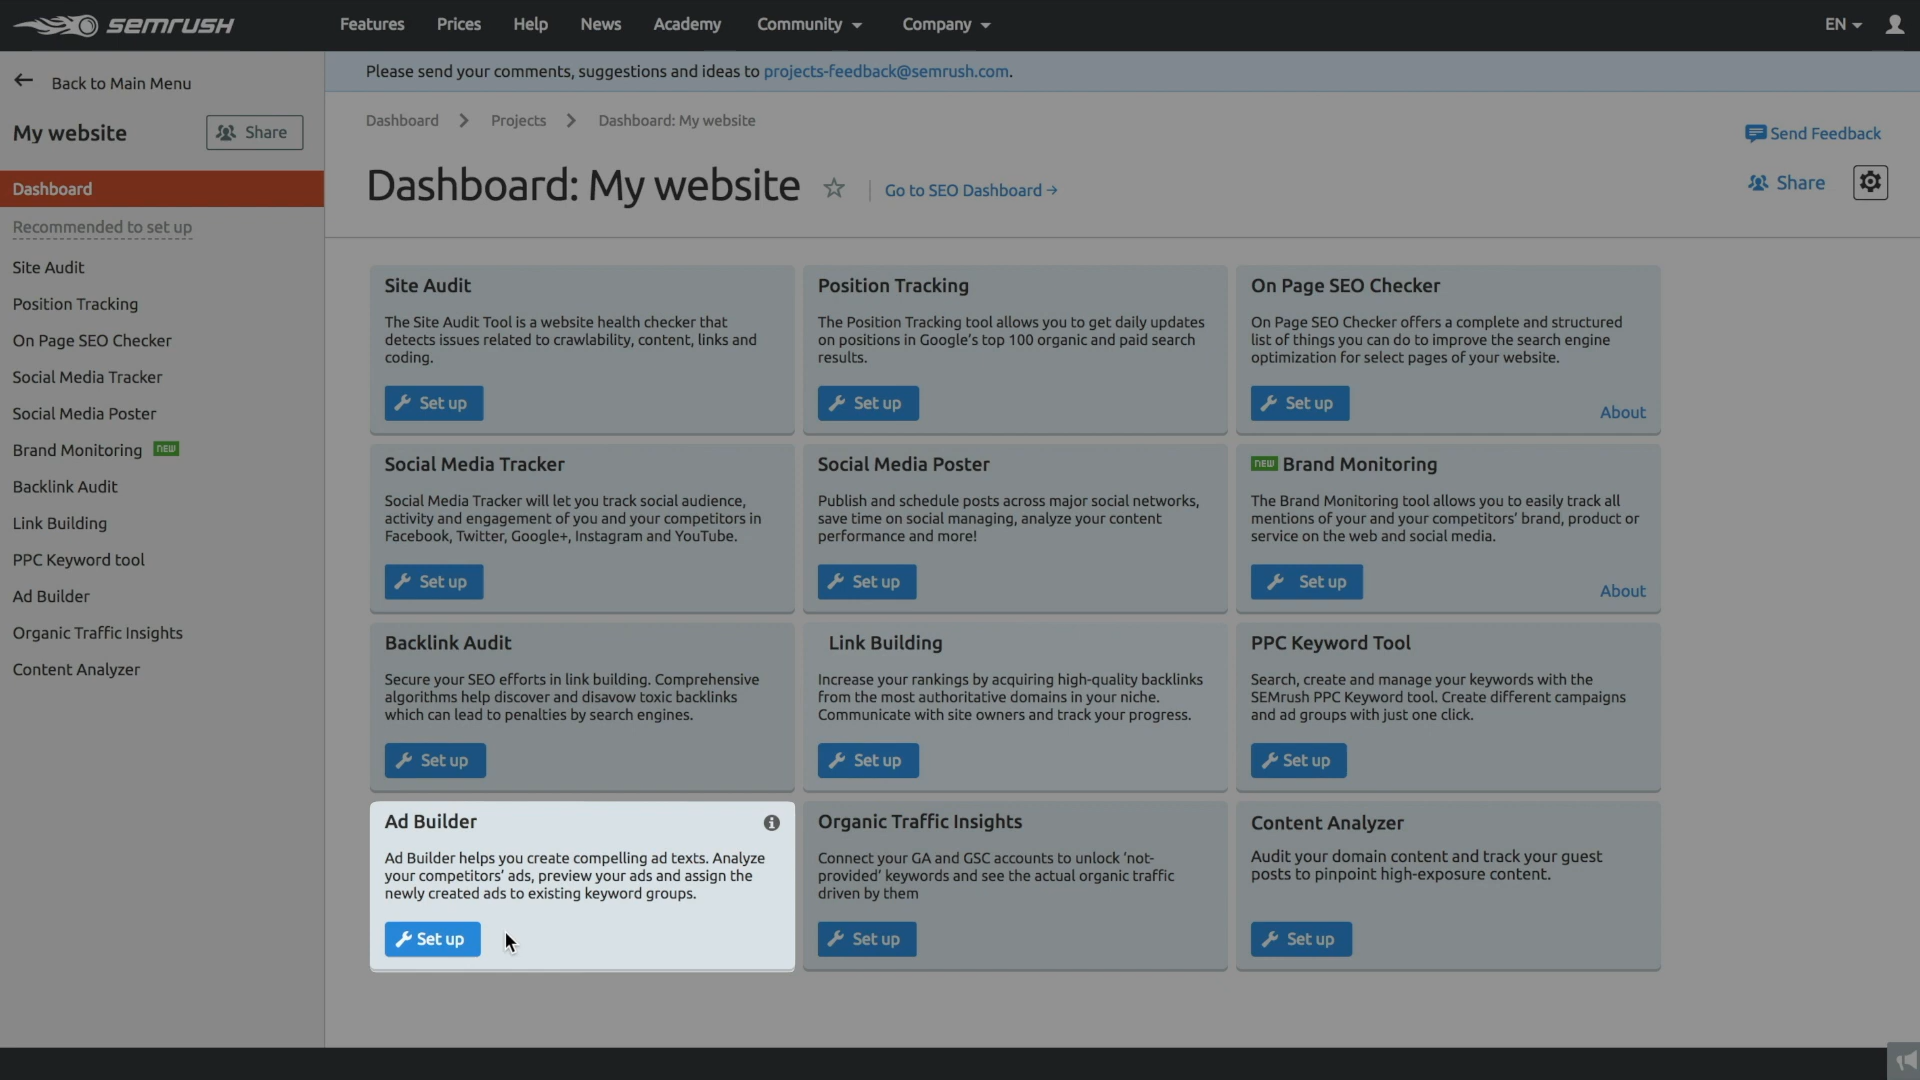 semrush
Features
Prices
Help
News
Academy
Community
Company
EN
Back to Main Menu
Please send your comments, suggestions and ideas to projects-feedback@semrush.com.
My website
Share
Dashboard
Recommended to set up
Site Audit
Position Tracking
On Page SEO Checker
Social Media Tracker
Social Media Poster
Brand Monitoring new
Backlink Audit
Link Building
PPC Keyword tool
Ad Builder
Organic Traffic Insights
Content Analyzer
Dashboard
Projects
Dashboard: My website
Send Feedback
Dashboard: My website
Go to SEO Dashboard →
Share
Site Audit
The Site Audit Tool is a website health checker that
detects issues related to crawlability, content, links and
coding.
Set up
Position Tracking
The Position Tracking tool allows you to get daily updates
on positions in Google's top 100 organic and paid search
results.
Set up
On Page SEO Checker
On Page SEO Checker offers a complete and structured
list of things you can do to improve the search engine
optimization for select pages of your website.
Set up
About
Social Media Tracker
Social Media Tracker will let you track social audience,
activity and engagement of you and your competitors in
Facebook, Twitter, Google+, Instagram and YouTube.
Set up
Social Media Poster
Publish and schedule posts across major social networks,
save time on social managing, analyze your content
performance and more!
Set up
new Brand Monitoring
The Brand Monitoring tool allows you to easily track all
mentions of your and your competitors' brand, product or
service on the web and social media.
Set up
About
Backlink Audit
Secure your SEO efforts in link building. Comprehensive
algorithms help discover and disavow toxic backlinks
which can lead to penalties by search engines.
Set up
Link Building
Increase your rankings by acquiring high-quality backlinks
from the most authoritative domains in your niche.
Communicate with site owners and track your progress.
Set up
PPC Keyword Tool
Search, create and manage your keywords with the
SEMrush PPC Keyword tool. Create different campaigns
and ad groups with just one click.
Set up
Ad Builder
Ad Builder helps you create compelling ad texts. Analyze
your competitors' ads, preview your ads and assign the
newly created ads to existing keyword groups.
Set up
Organic Traffic Insights
Connect your GA and GSC accounts to unlock 'not-
provided' keywords and see the actual organic traffic
driven by them
Set up
Content Analyzer
Audit your domain content and track your guest
posts to pinpoint high-exposure content.
Set up